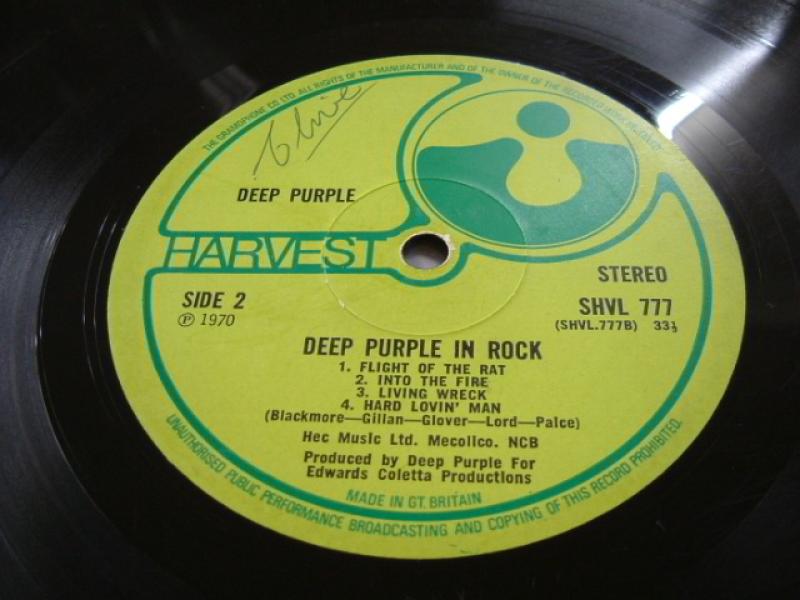 THE GRAMOPHONE CO LTD. ALL RIGHTS OF THE MANUFACTURER AND OF THE OWNER OF THE RECORDED WORK RESERVED
Clive
DEEP PURPLE
HARVEST
STEREO
SIDE 2
SHVL 777
℗ 1970
(SHVL.777B) 33⅓
DEEP PURPLE IN ROCK
1. FLIGHT OF THE RAT
2. INTO THE FIRE
3. LIVING WRECK
4. HARD LOVIN' MAN
(Blackmore—Gillan—Glover—Lord—Paice)
Hec Music Ltd. Mecolico. NCB
Produced by Deep Purple For
Edwards Coletta Productions
MADE IN GT. BRITAIN
UNAUTHORISED PUBLIC PERFORMANCE BROADCASTING AND COPYING OF THIS RECORD PROHIBITED.